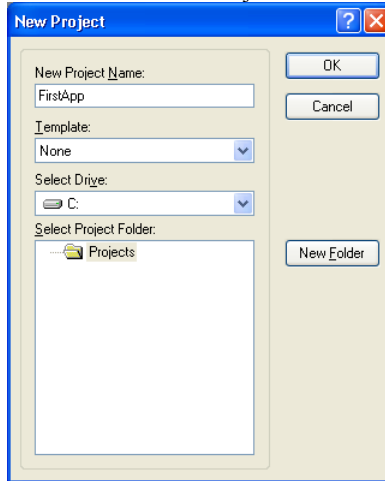 New Project
New Project Name:
OK
FirstApp
Cancel
Template:
None
Select Drive:
C:
Select Project Folder:
Projects
New Folder